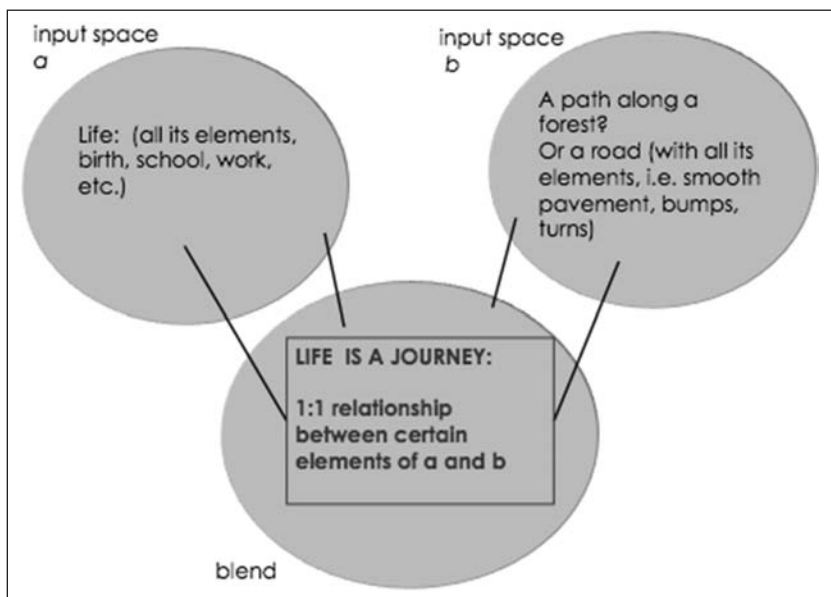 input space
a
Life: (all its elements,
birth, school, work,
etc.)
input space
b
A path along a
forest?
Or a road (with all its
elements, i.e. smooth
pavement, bumps,
turns)
LIFE IS A JOURNEY:
1:1 relationship
between certain
elements of a and b
blend